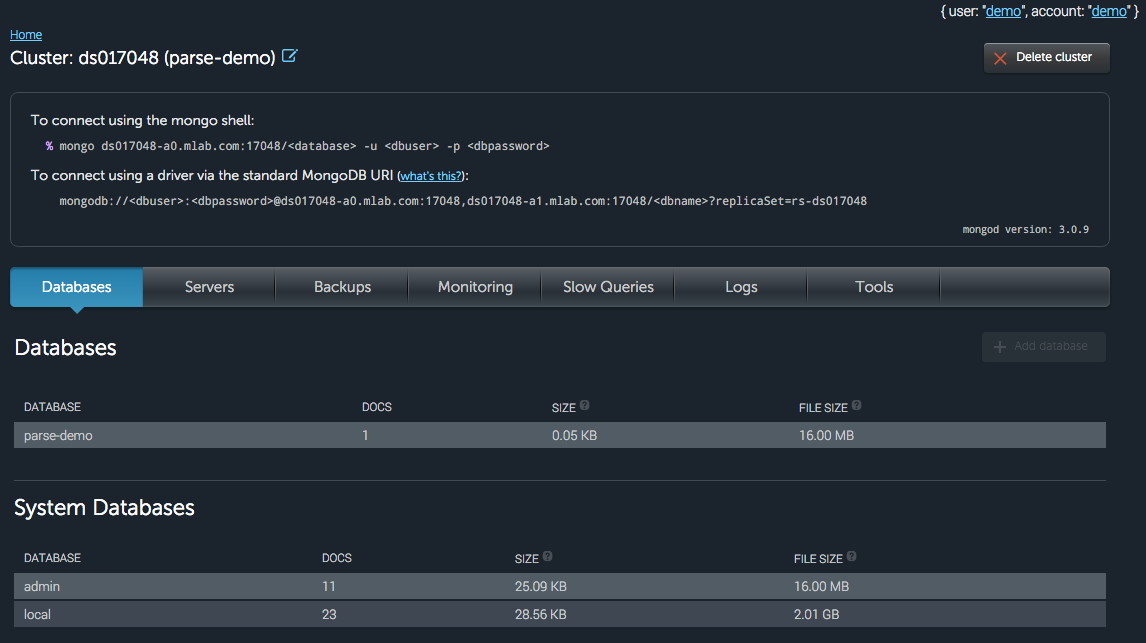 { user: "demo", account: "demo" }
Home
Cluster: ds017048 (parse-demo)
Delete cluster
To connect using the mongo shell:
% mongo ds017048-a0.mlab.com:17048/<database> -u <dbuser> -p <dbpassword>
To connect using a driver via the standard MongoDB URI (what's this?):
mongodb://<dbuser>:<dbpassword>@ds017048-a0.mlab.com:17048,ds017048-a1.mlab.com:17048/<dbname>?replicaSet=rs-ds017048
mongod version: 3.0.9
Databases Servers Backups Monitoring Slow Queries Logs Tools
Databases
+ Add database
DATABASE DOCS SIZE ? FILE SIZE ?
parse-demo 1 0.05 KB 16.00 MB
System Databases
DATABASE DOCS SIZE ? FILE SIZE ?
admin 11 25.09 KB 16.00 MB
local 23 28.56 KB 2.01 GB